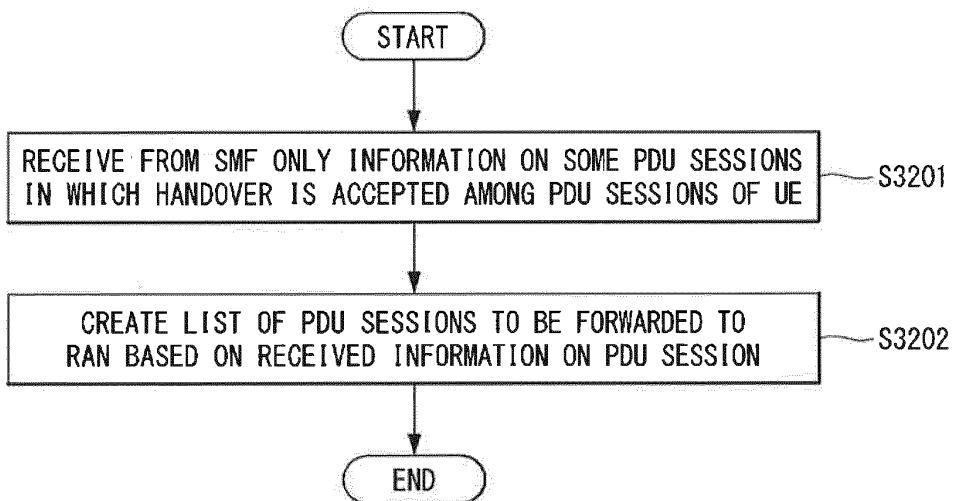 START
RECEIVE FROM SMF ONLY INFORMATION ON SOME PDU SESSIONS
IN WHICH HANDOVER IS ACCEPTED AMONG PDU SESSIONS OF UE
S3201
CREATE LIST OF PDU SESSIONS TO BE FORWARDED TO
RAN BASED ON RECEIVED INFORMATION ON PDU SESSION
S3202
END